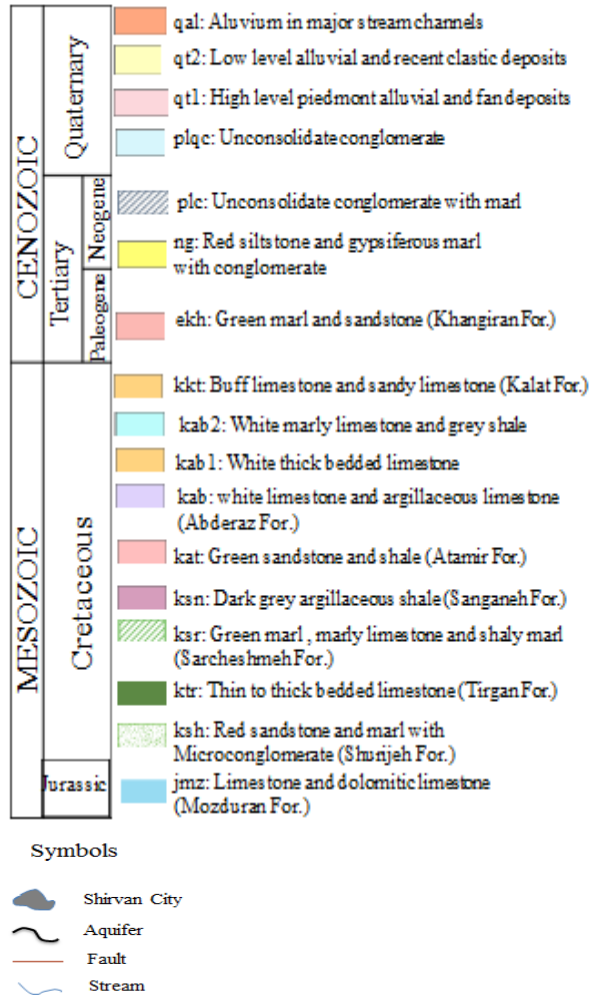 CENOZOIC
Quaternary
Tertiary
Neogene
Paleogene
MESOZOIC
Cretaceous
Jurassic
qal: Aluvium in major stream channels
qt2: Low level alluvial and recent clastic deposits
qt1: High level piedmont alluvial and fan deposits
plqc: Unconsolidate conglomerate
plc: Unconsolidate conglomerate with marl
ng: Red siltstone and gypsiferous marl
with conglomerate
ekh: Green marl and sandstone (Khangiran For.)
kkt: Buff limestone and sandy limestone (Kalat For.)
kab2: White marly limestone and grey shale
kab1: White thick bedded limestone
kab: white limestone and argillaceous limestone
(Abderaz For.)
kat: Green sandstone and shale (Atamir For.)
ksn: Dark grey argillaceous shale (Sanganeh For.)
ksr: Green marl , marly limestone and shaly marl
(Sarcheshmeh For.)
ktr: Thin to thick bedded limestone (Tirgan For.)
ksh: Red sandstone and marl with
Microconglomerate (Shurijeh For.)
jmz: Limestone and dolomitic limestone
(Mozduran For.)
Symbols
Shirvan City
Aquifer
Fault
Stream